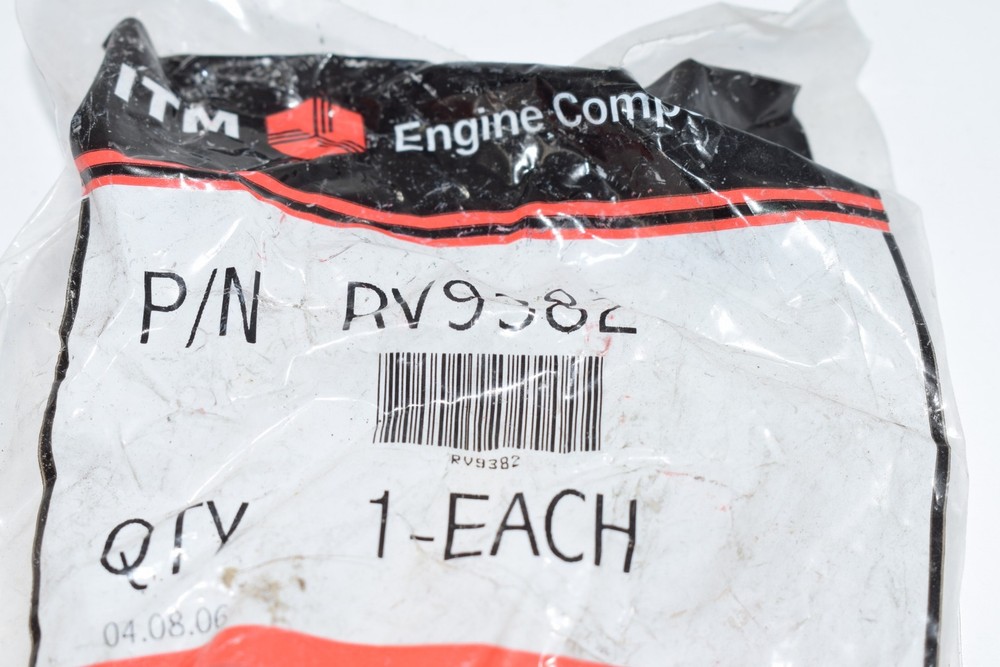 ITM Engine Comp
P/N RV9382
RV9382
QTY 1-EACH
04.08.06